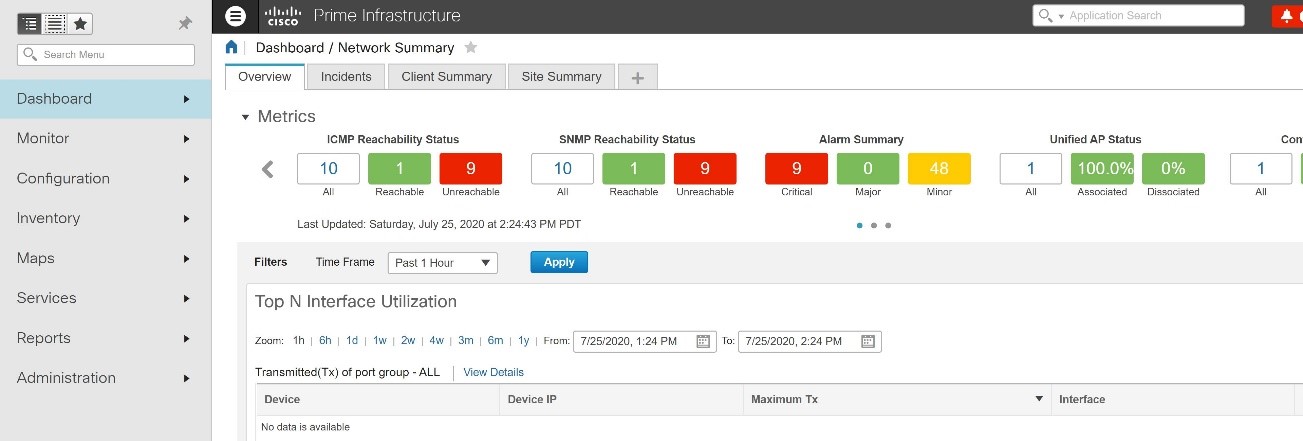 cisco Prime Infrastructure
Application Search
Search Menu
Dashboard / Network Summary
Overview Incidents Client Summary Site Summary
Dashboard
Monitor
Configuration
Inventory
Maps
Services
Reports
Administration
Metrics
ICMP Reachability Status SNMP Reachability Status Alarm Summary Unified AP Status Con
10 1 9 10 1 9 9 0 48 1 100.0% 0% 1
All Reachable Unreachable All Reachable Unreachable Critical Major Minor All Associated Dissociated All
Last Updated: Saturday, July 25, 2020 at 2:24:43 PM PDT
Filters Time Frame Past 1 Hour Apply
Top N Interface Utilization
Zoom: 1h | 6h | 1d | 1w | 2w | 4w | 3m | 6m | 1y | From: 7/25/2020, 1:24 PM To: 7/25/2020, 2:24 PM
Transmitted(Tx) of port group - ALL | View Details
Device Device IP Maximum Tx Interface
No data is available